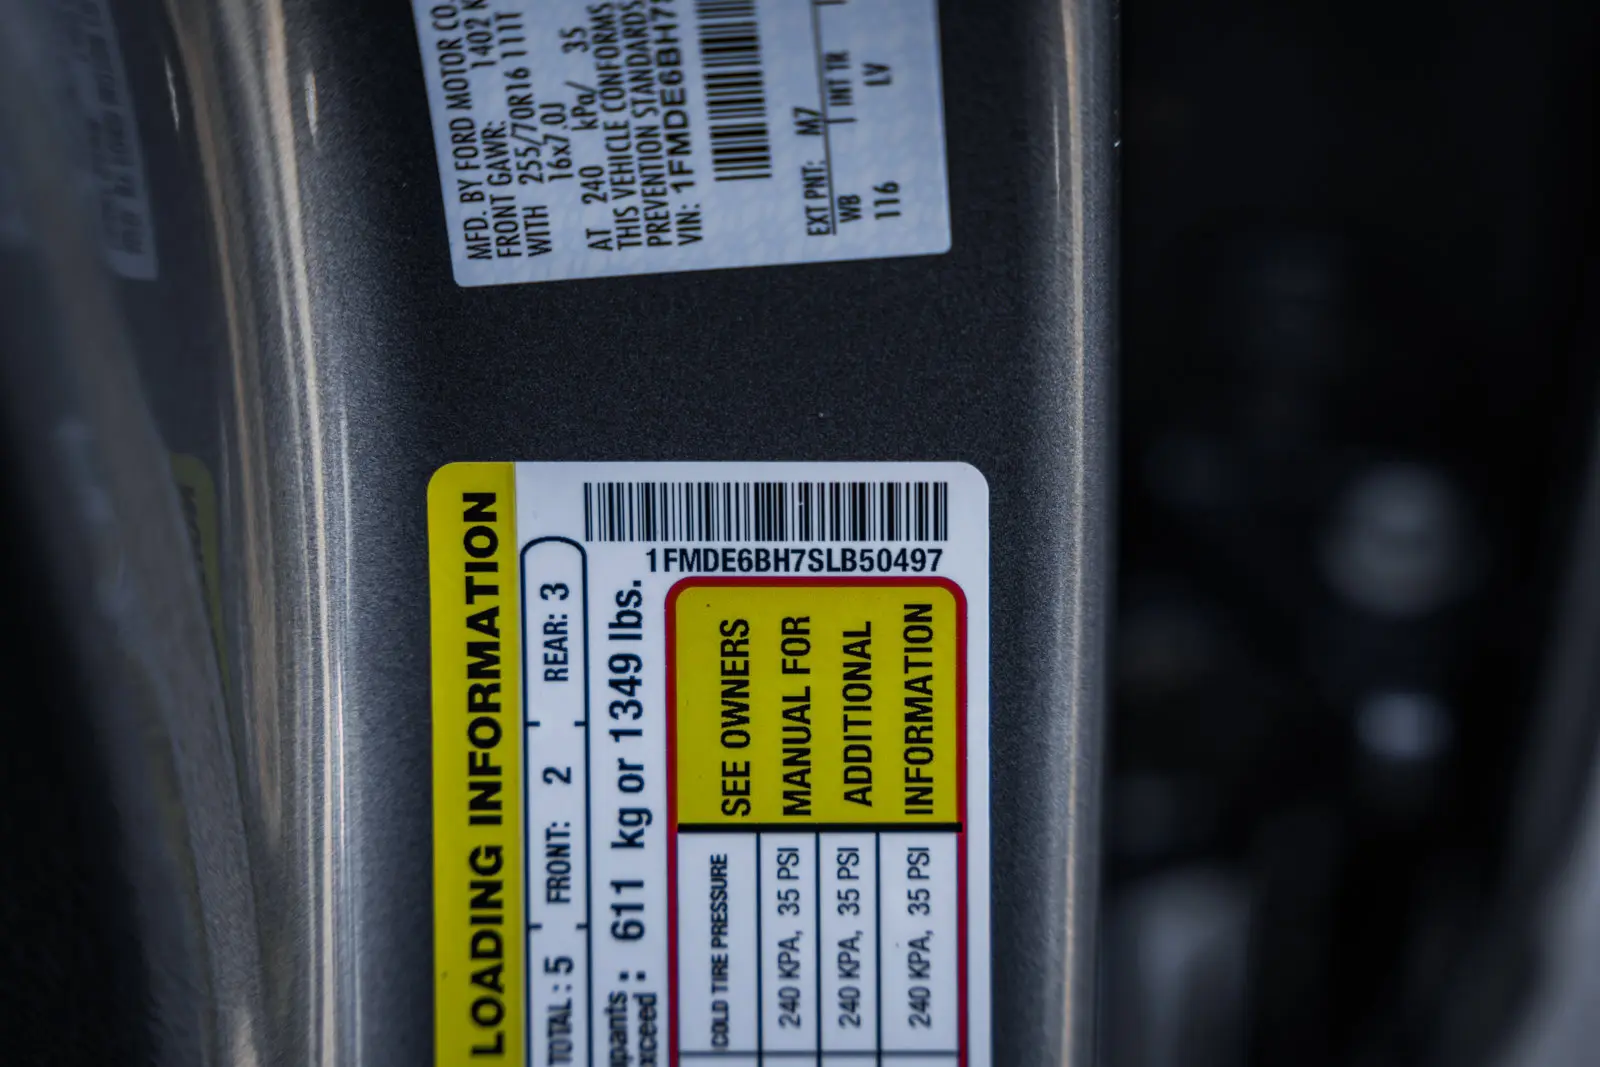 MFD. BY FORD MOTOR CO.
FRONT GAWR: 1402 K
WITH 255/70R16 111T
16x7.0J
AT 240 kPa/ 35
THIS VEHICLE CONFORMS
PREVENTION STANDARDS
VIN: 1FMDE6BH7
EXT PNT: M7
WB INT TR
116 LV
LOADING INFORMATION
1FMDE6BH7SLB50497
TOTAL : 5 FRONT: 2 REAR: 3
pants
xceed : 611 kg or 1349 lbs.
COLD TIRE PRESSURE
240 KPA, 35 PSI
240 KPA, 35 PSI
240 KPA, 35 PSI
SEE OWNERS
MANUAL FOR
ADDITIONAL
INFORMATION